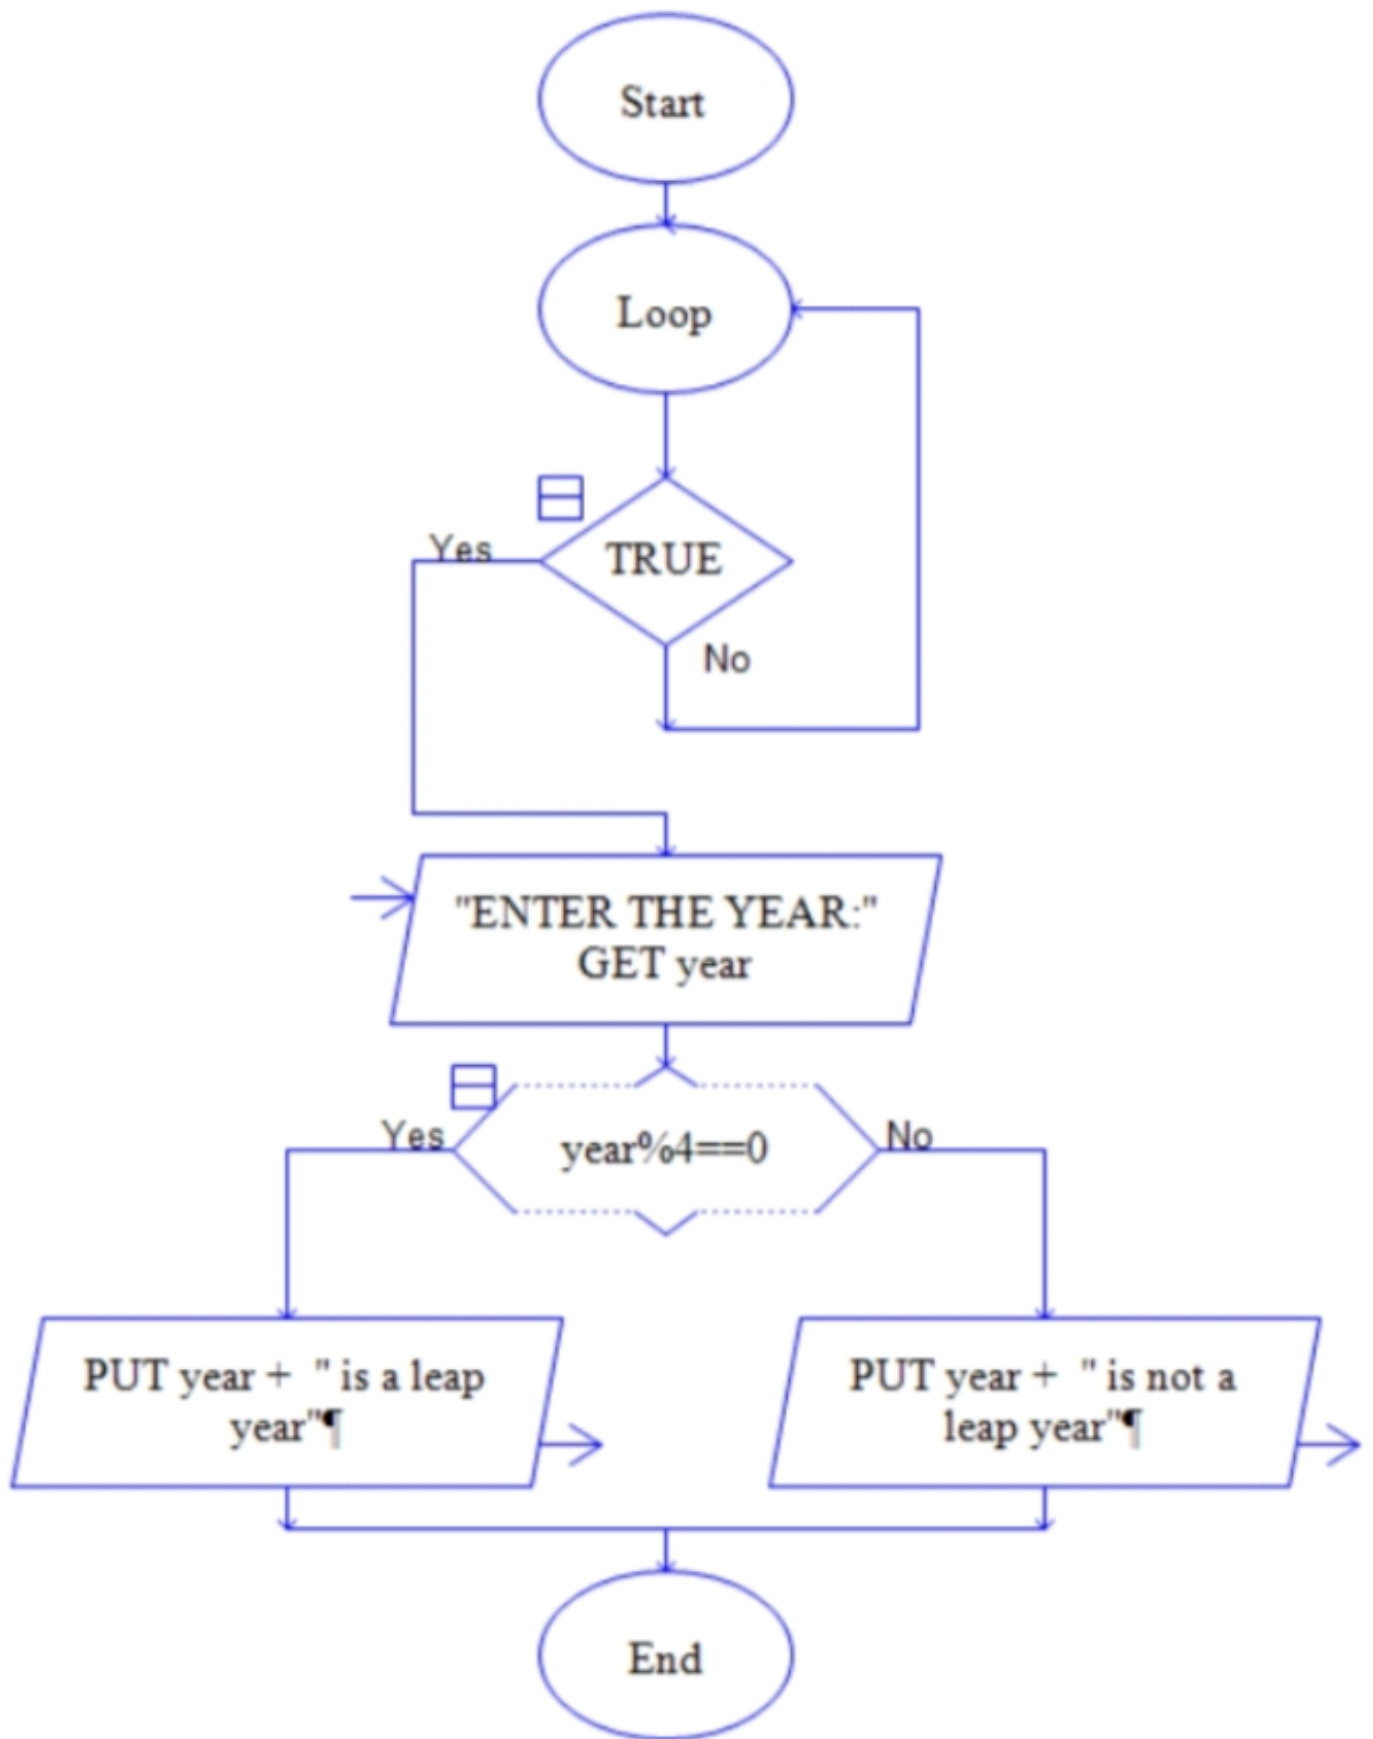 Start
Loop
TRUE
Yes
No
"ENTER THE YEAR:"
GET year
year%4==0
Yes
No
PUT year + " is a leap
year"¶
PUT year + " is not a
leap year"¶
End